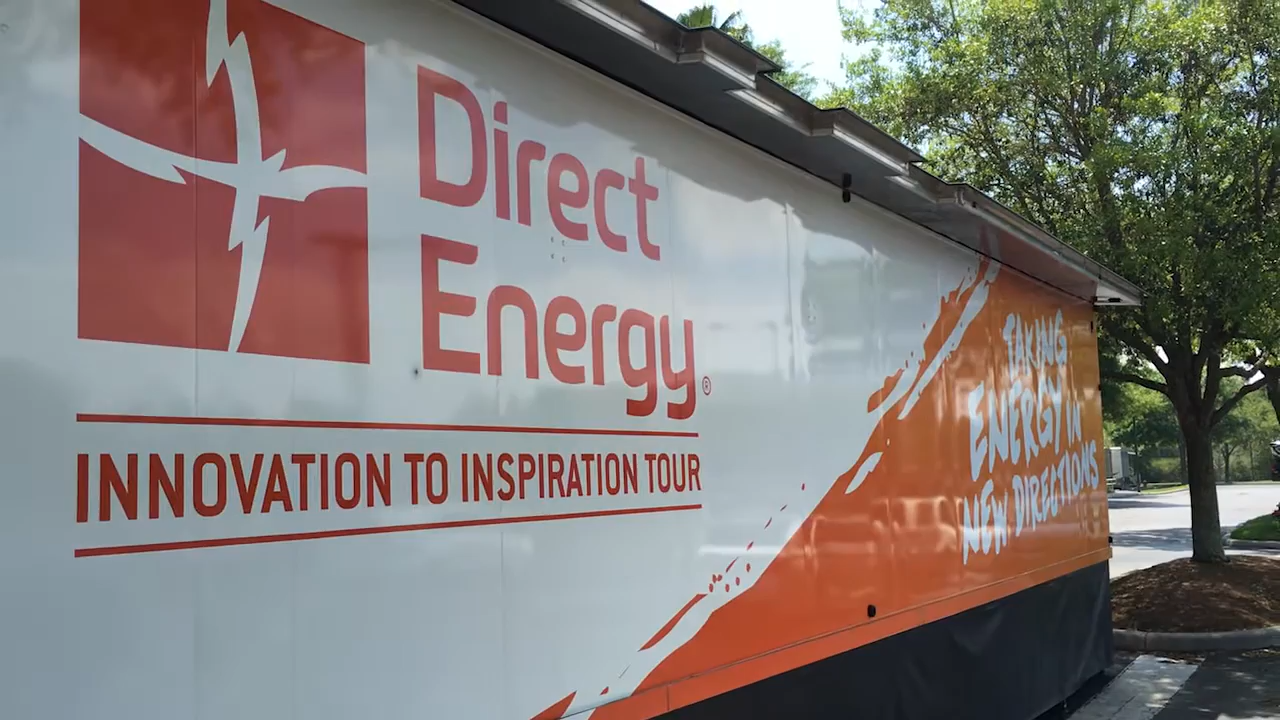 Direct
Energy®
INNOVATION TO INSPIRATION TOUR
TAKING
ENERGY IN
NEW DIRECTIONS